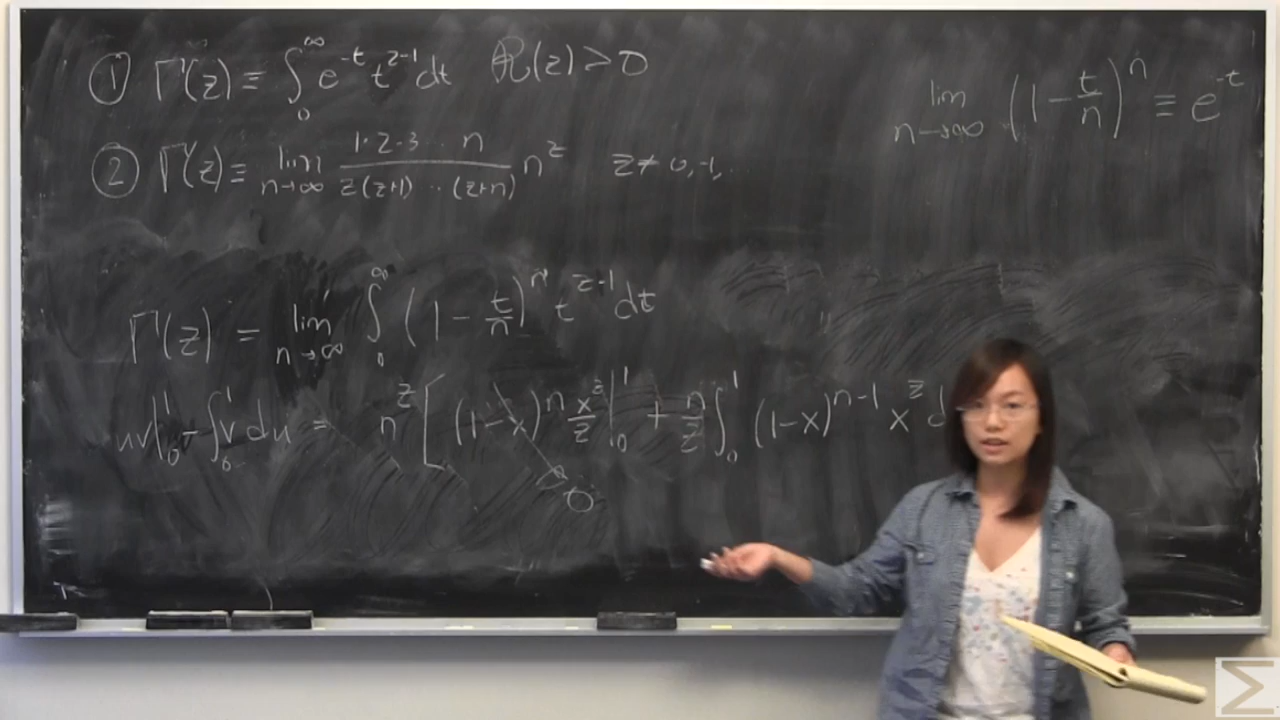 ① Γ(z) ≡ ∫₀^∞ e^{-t} t^{z-1} dt ℛ(z) > 0
lim_{n→∞} (1 - t/n)^n ≡ e^{-t}
② Γ(z) ≡ lim_{n→∞} (1·2·3 ... n)/(z(z+1) ... (z+n)) n^z z ≠ 0, -1, ...
Γ(z) = lim_{n→∞} ∫₀^∞ (1 - t/n)^n t^{z-1} dt
uv|₀¹ - ∫₀¹ v du = n^z [ (1-x)^n x^z/z |₀¹ + n/z ∫₀¹ (1-x)^{n-1} x^z d
0
Σ